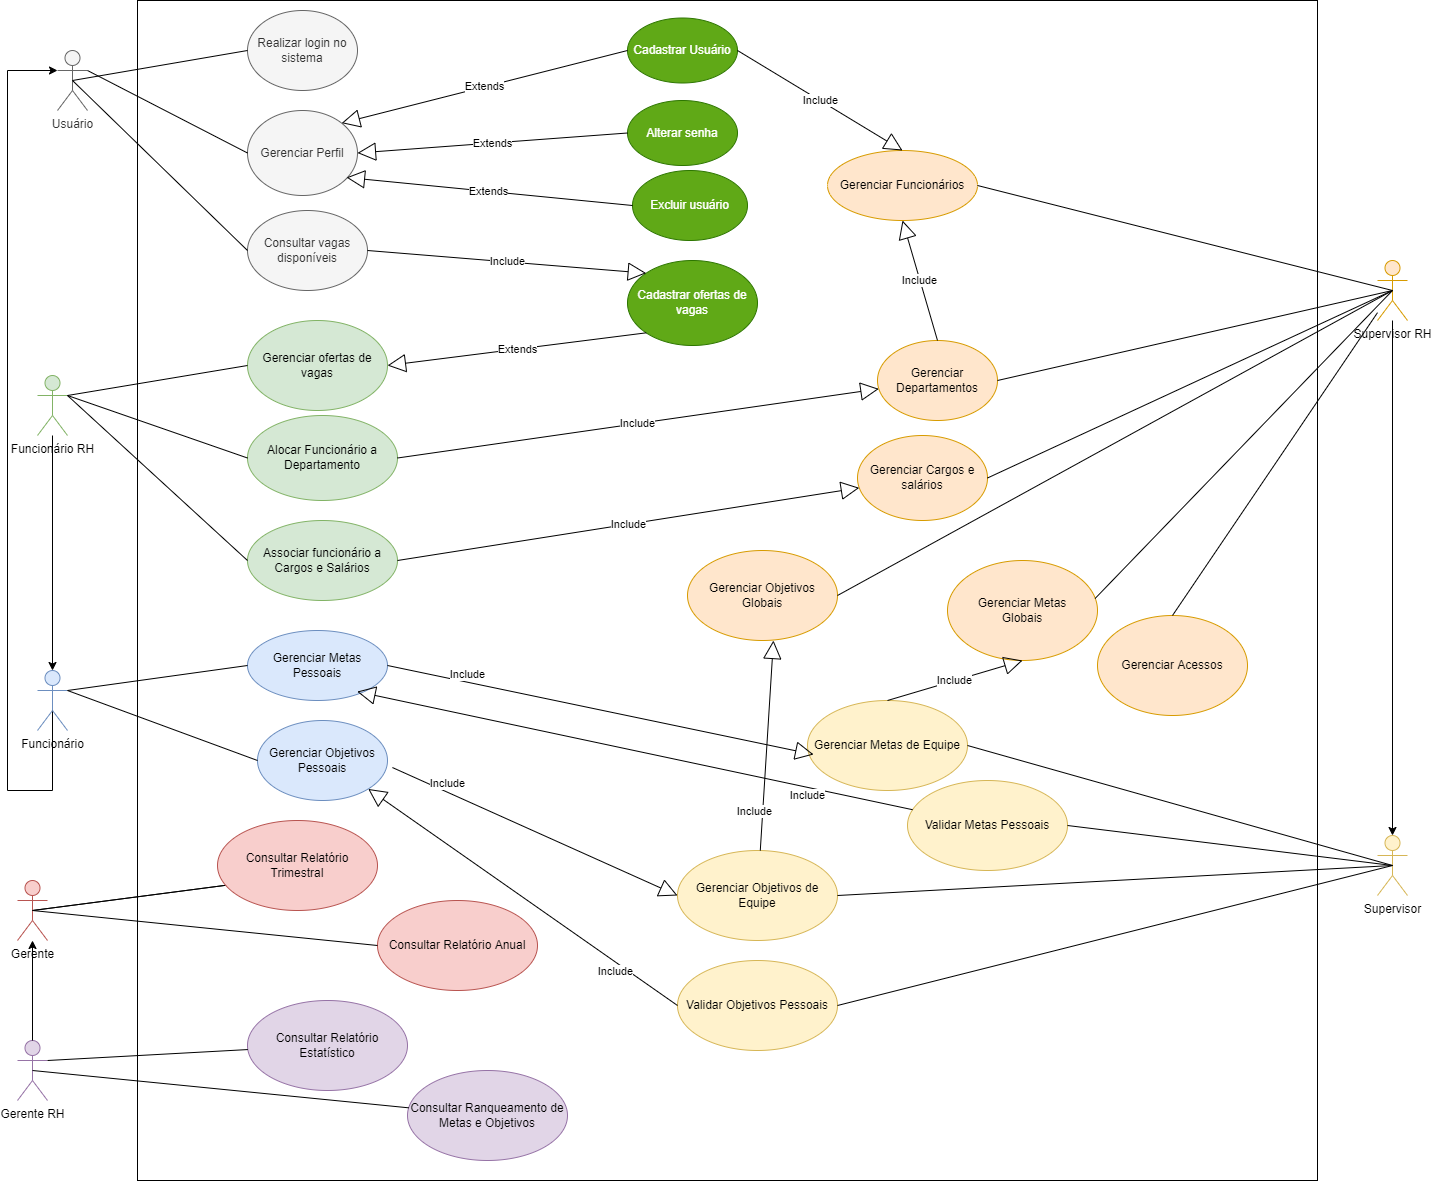 Realizar login no
sistema
Cadastrar Usuário
Usuário
Extends
Include
Gerenciar Perfil
Extends
Alterar senha
Gerenciar Funcionários
Extends
Excluir usuário
Consultar vagas
disponíveis
Include
Include
Cadastrar ofertas de
vagas
Supervisor RH
Gerenciar ofertas de
vagas
Extends
Gerenciar
Departamentos
Funcionário RH
Alocar Funcionário a
Departamento
Include
Gerenciar Cargos e
salários
Include
Associar funcionário a
Cargos e Salários
Gerenciar Objetivos
Globais
Gerenciar Metas
Globais
Gerenciar Acessos
Gerenciar Metas
Pessoais
Include
Include
Funcionário
Gerenciar Objetivos
Pessoais
Gerenciar Metas de Equipe
Include
Include
Include
Validar Metas Pessoais
Consultar Relatório
Trimestral
Gerenciar Objetivos de
Equipe
Supervisor
Gerente
Consultar Relatório Anual
Include
Validar Objetivos Pessoais
Consultar Relatório
Estatístico
Gerente RH
Consultar Ranqueamento de
Metas e Objetivos